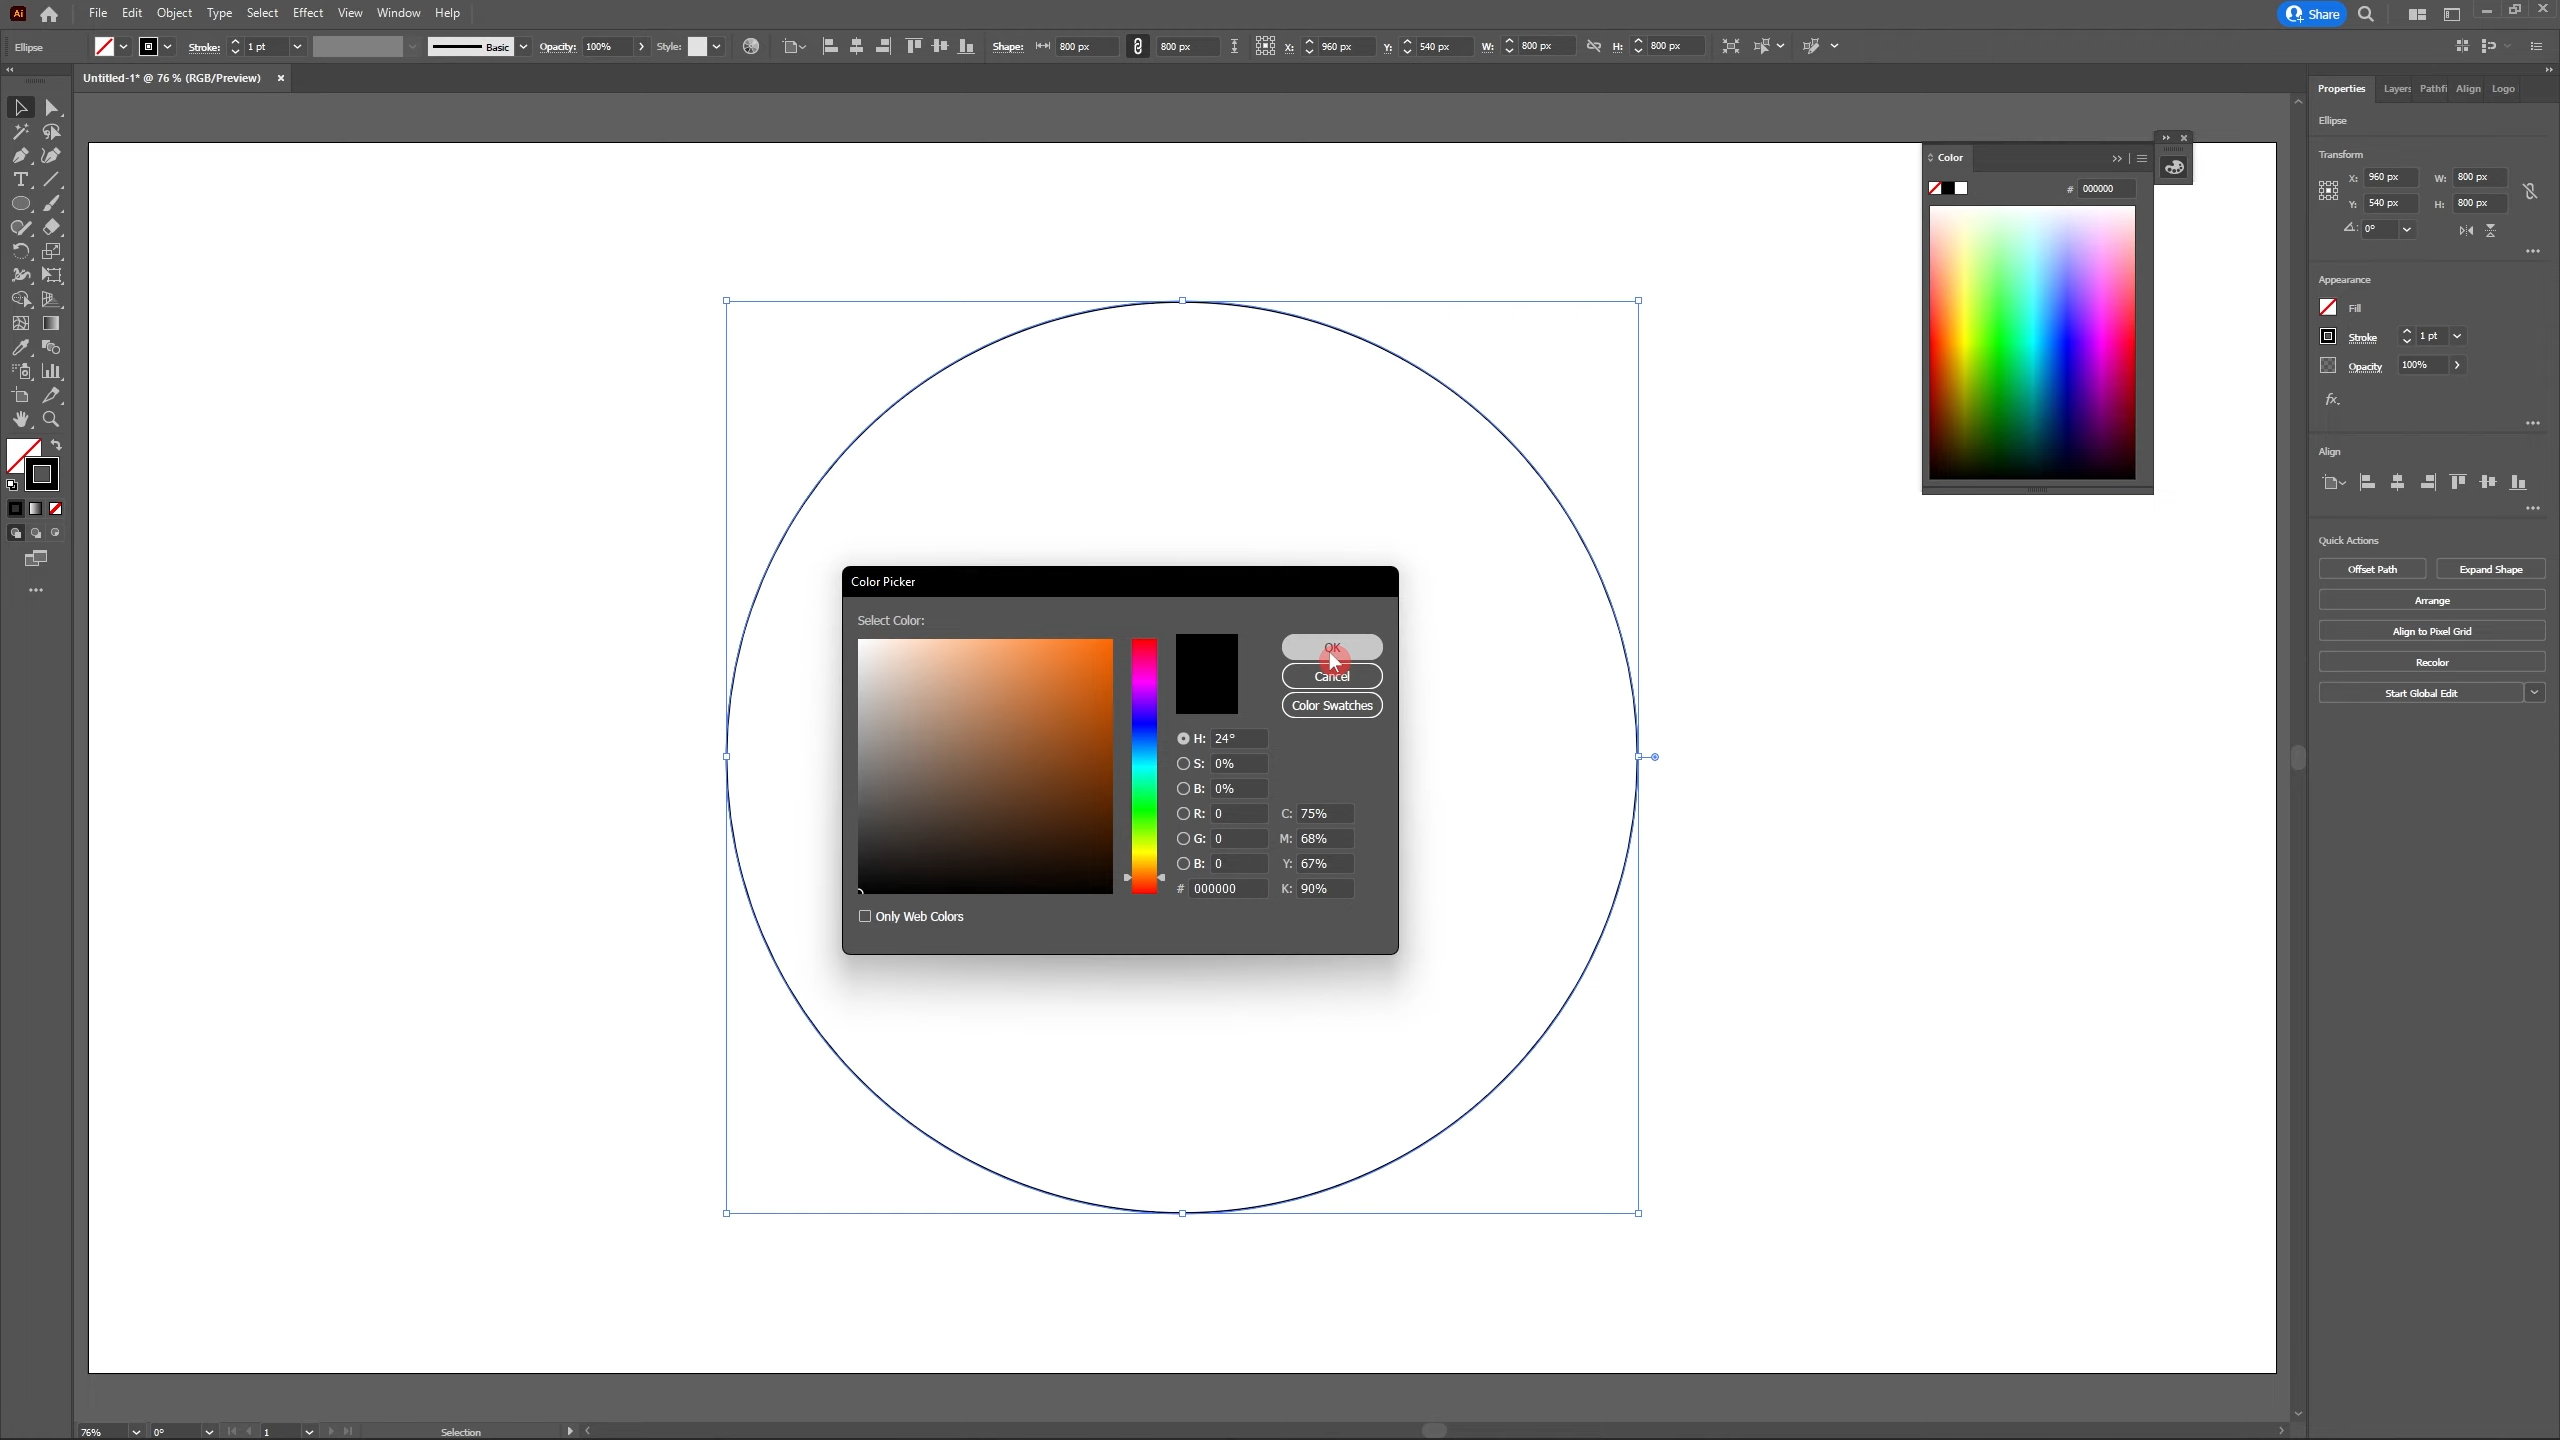 Ai File Edit Object Type Select Effect View Window Help Share
Ellipse Stroke: 1 pt Basic Opacity: 100% Style: Shape: 800 px 800 px X: 960 px Y: 540 px W: 800 px H: 800 px
Untitled-1* @ 76 % (RGB/Preview) ×
Properties Layers Pathfi Align Logo
Ellipse
Transform
X: 960 px W: 800 px
Y: 540 px H: 800 px
0°
Appearance
Fill
Stroke 1 pt
Opacity 100%
fx.
Align
Quick Actions
Offset Path Expand Shape
Arrange
Align to Pixel Grid
Recolor
Start Global Edit
Color
# 000000
Color Picker
Select Color:
OK
Cancel
Color Swatches
H: 24°
S: 0%
B: 0%
R: 0 C: 75%
G: 0 M: 68%
B: 0 Y: 67%
# 000000 K: 90%
Only Web Colors
76% 0° 1 Selection